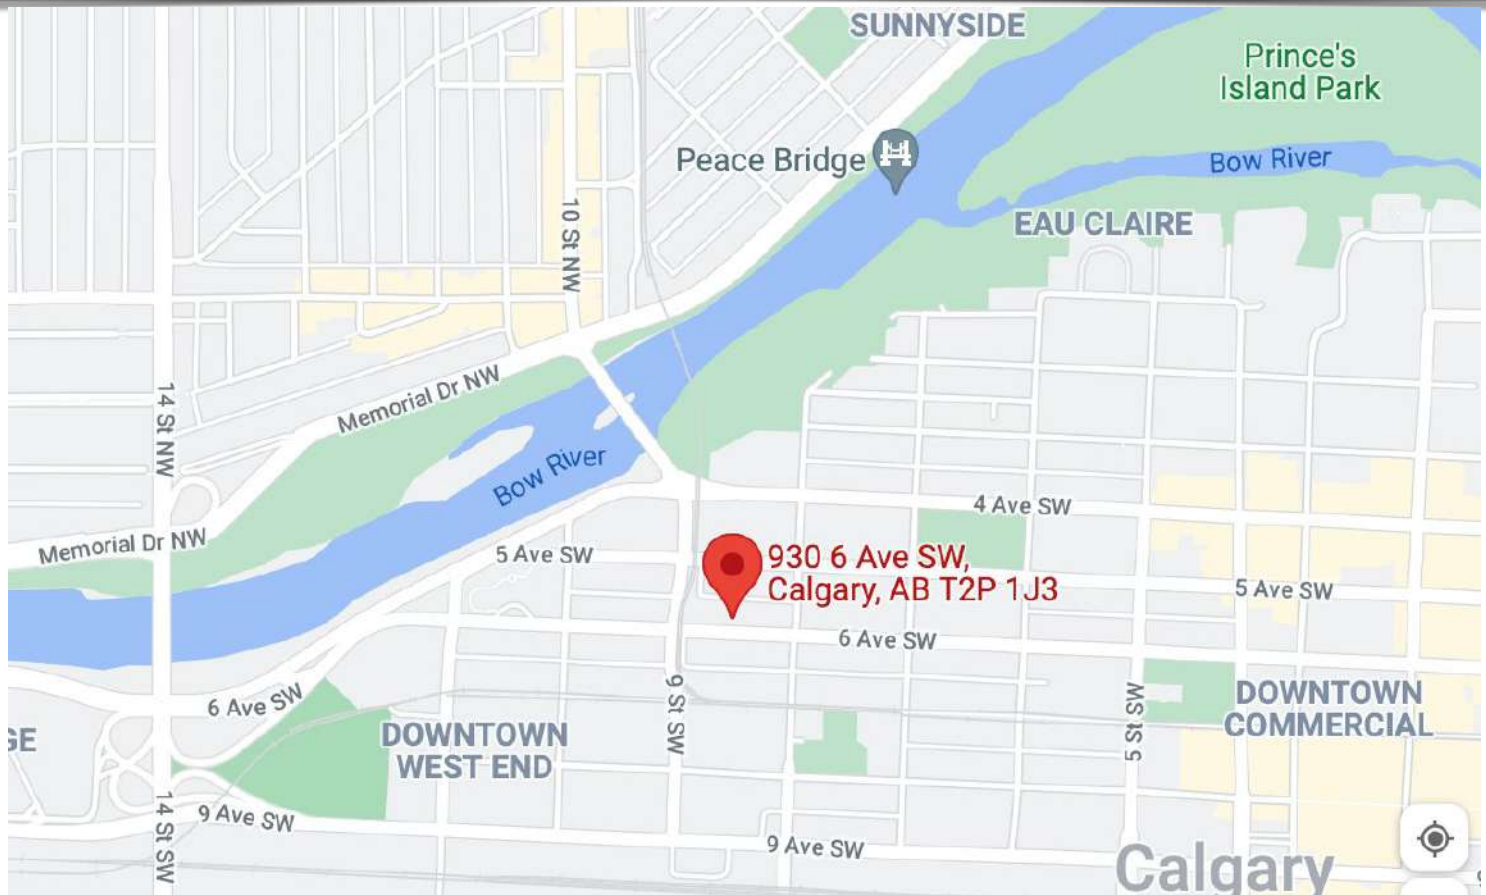 SUNNYSIDE
Prince's
Island Park
Peace Bridge
Bow River
10 St NW
EAU CLAIRE
14 St NW
Memorial Dr NW
Bow River
4 Ave SW
Memorial Dr NW
5 Ave SW
930 6 Ave SW,
Calgary, AB T2P 1J3
5 Ave SW
6 Ave SW
6 Ave SW
9 St SW
5 St SW
DOWNTOWN
COMMERCIAL
GE
DOWNTOWN
WEST END
14 St SW
9 Ave SW
9 Ave SW
Calgary